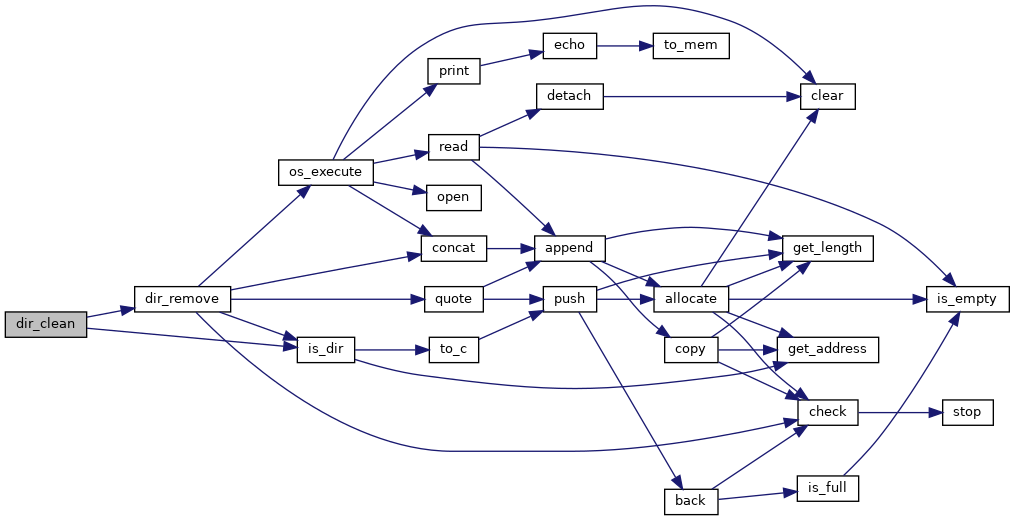 dir_clean
dir_remove
os_execute
is_dir
print
read
open
concat
quote
to_c
echo
detach
append
push
to_mem
allocate
copy
back
clear
get_length
get_address
check
is_full
is_empty
stop